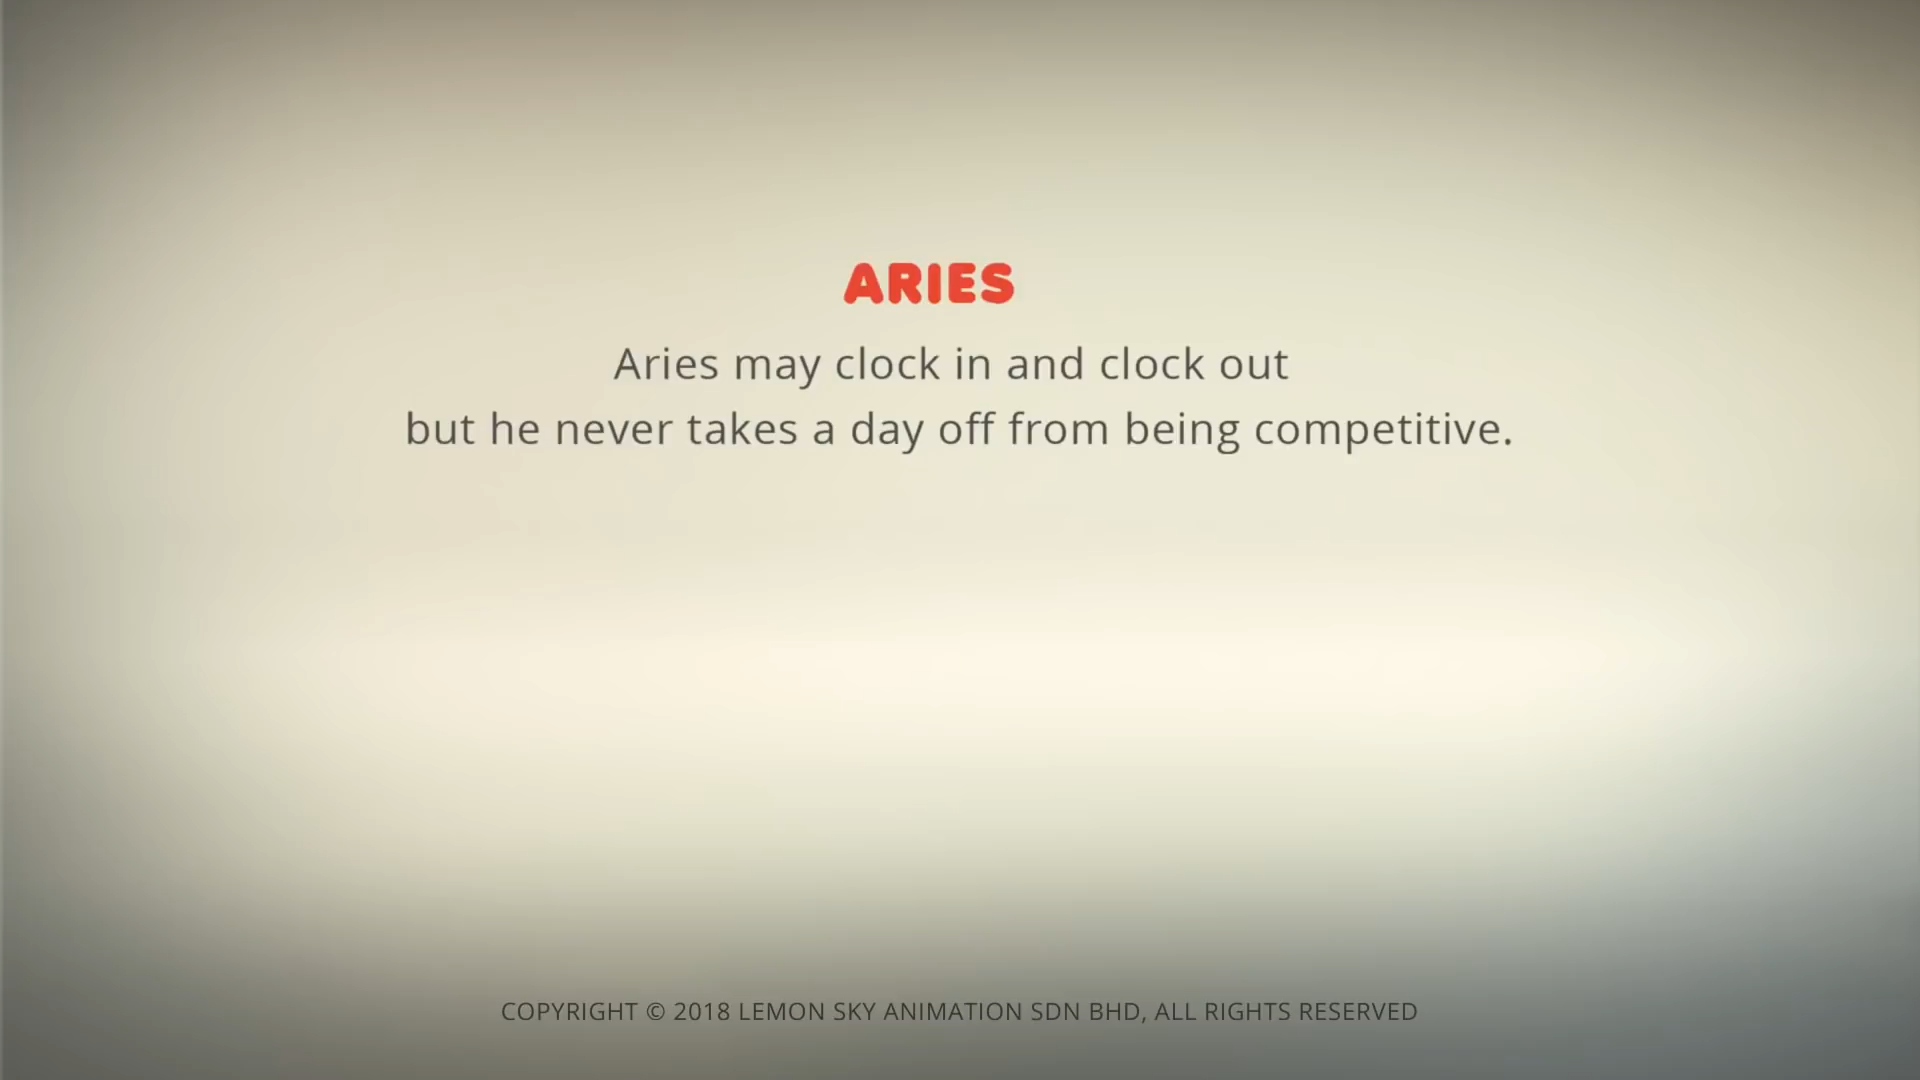 ARIES
Aries may clock in and clock out
but he never takes a day off from being competitive.
COPYRIGHT © 2018 LEMON SKY ANIMATION SDN BHD, ALL RIGHTS RESERVED